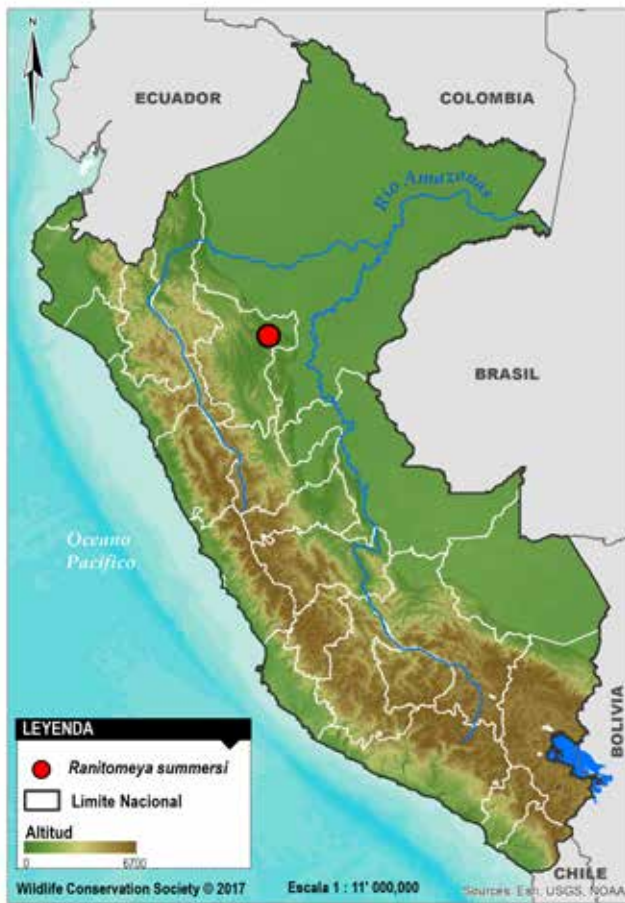 N
ECUADOR
COLOMBIA
Río Amazonas
BRASIL
Oceano
Pacífico
BOLIVIA
LEYENDA
Ranitomeya summersi
Limite Nacional
Altitud
0 6700
CHILE
Wildlife Conservation Society © 2017 Escala 1 : 11' 000,000 Sources: Esri, USGS, NOAA